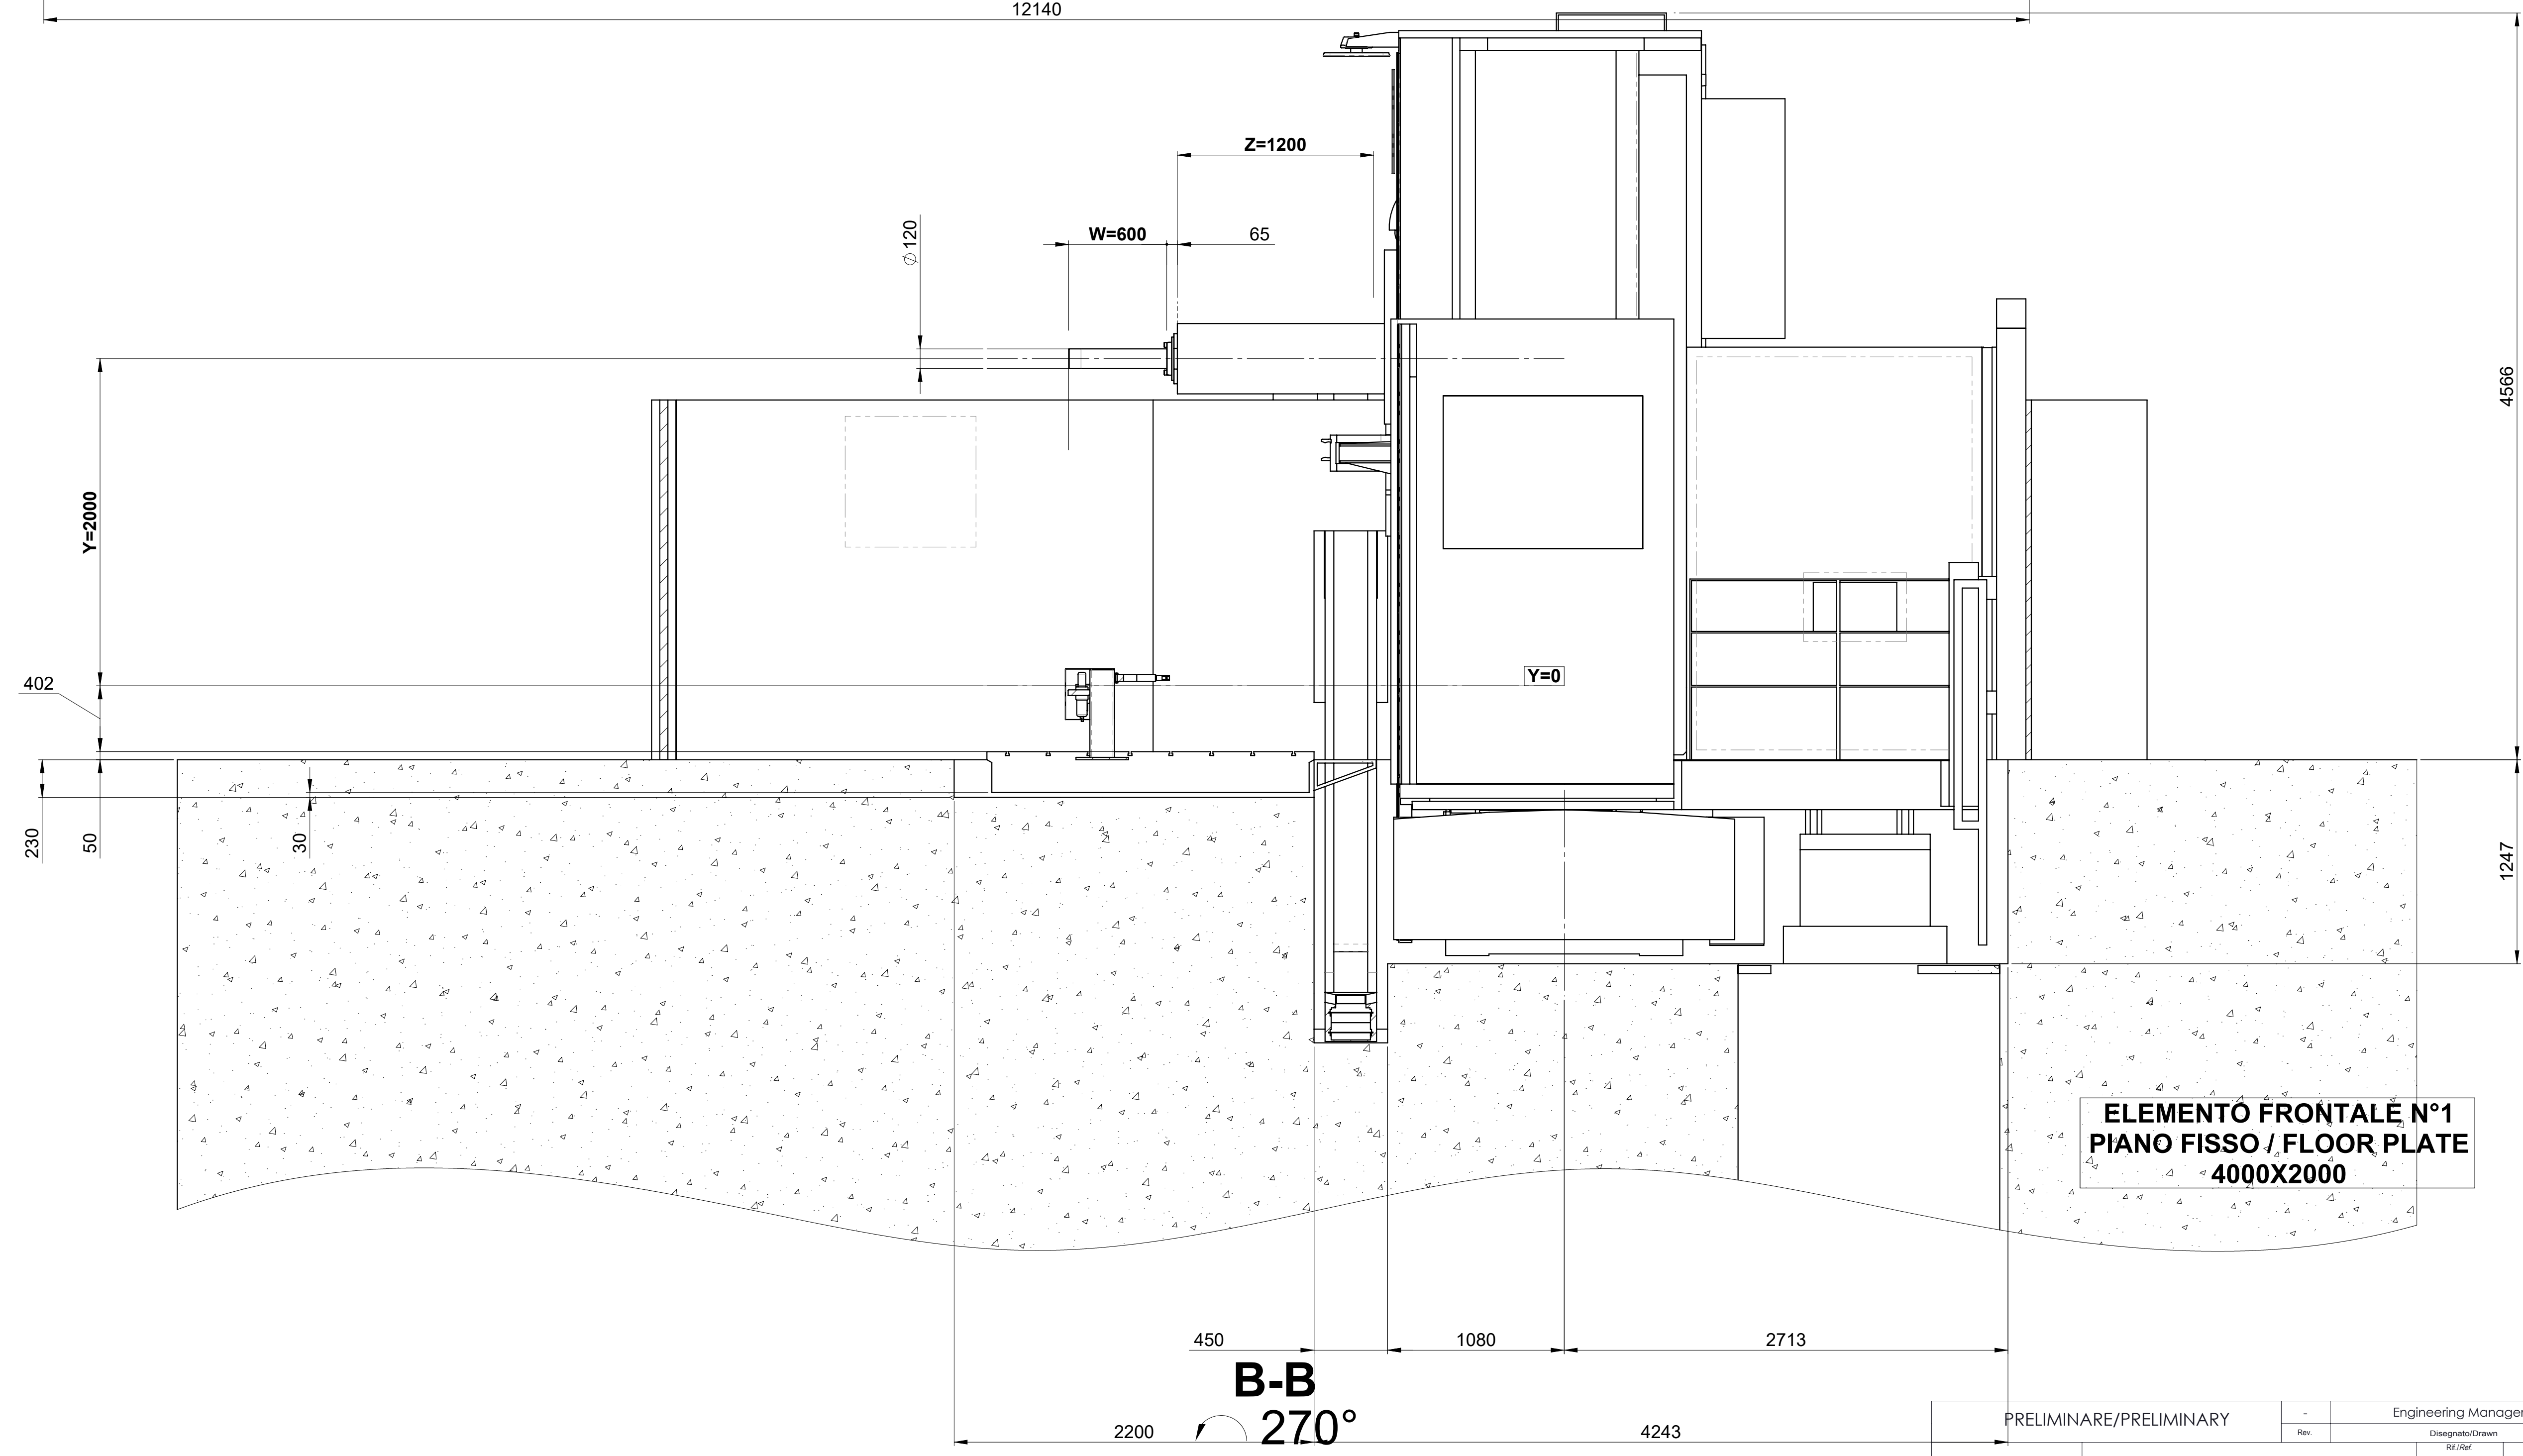 12140
Z=1200
W=600
65
∅120
4566
Y=2000
Y=0
402
230
50
30
1247
ELEMENTO FRONTALE N°1
PIANO FISSO / FLOOR PLATE
4000X2000
450
1080
2713
B-B
270°
2200
4243
PRELIMINARE/PRELIMINARY
-
Engineering Manager
Rev.
Disegnato/Drawn
Rif./Ref.